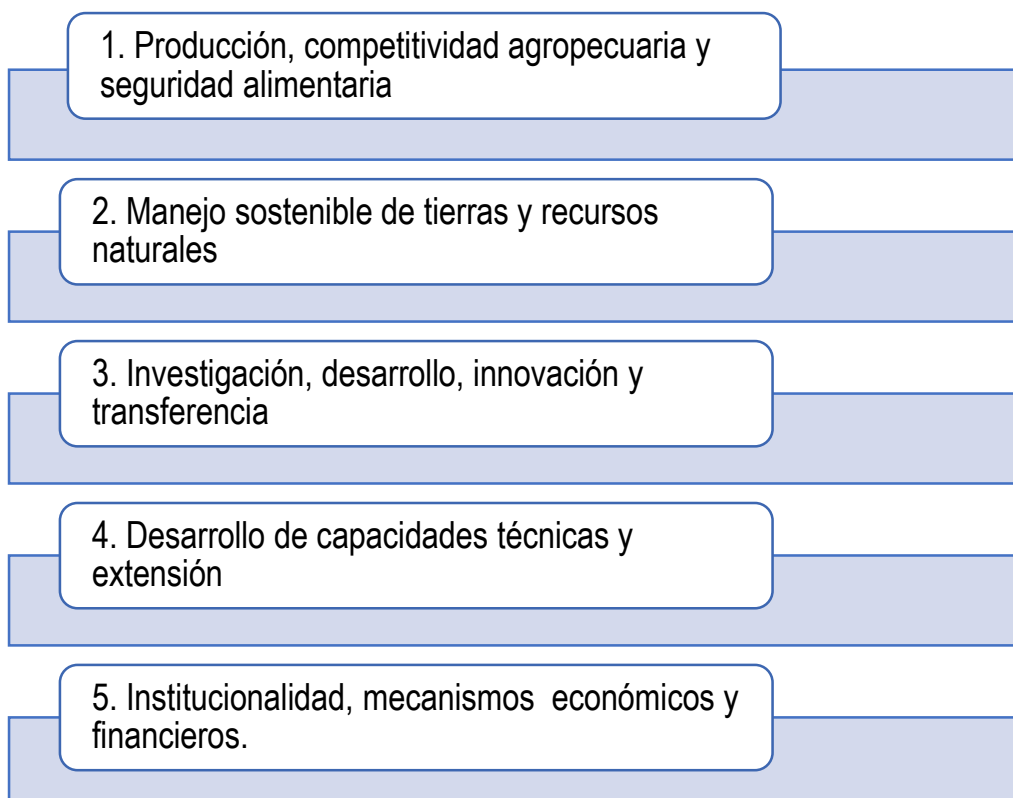 1. Producción, competitividad agropecuaria y
seguridad alimentaria
2. Manejo sostenible de tierras y recursos
naturales
3. Investigación, desarrollo, innovación y
transferencia
4. Desarrollo de capacidades técnicas y
extensión
5. Institucionalidad, mecanismos  económicos y
financieros.